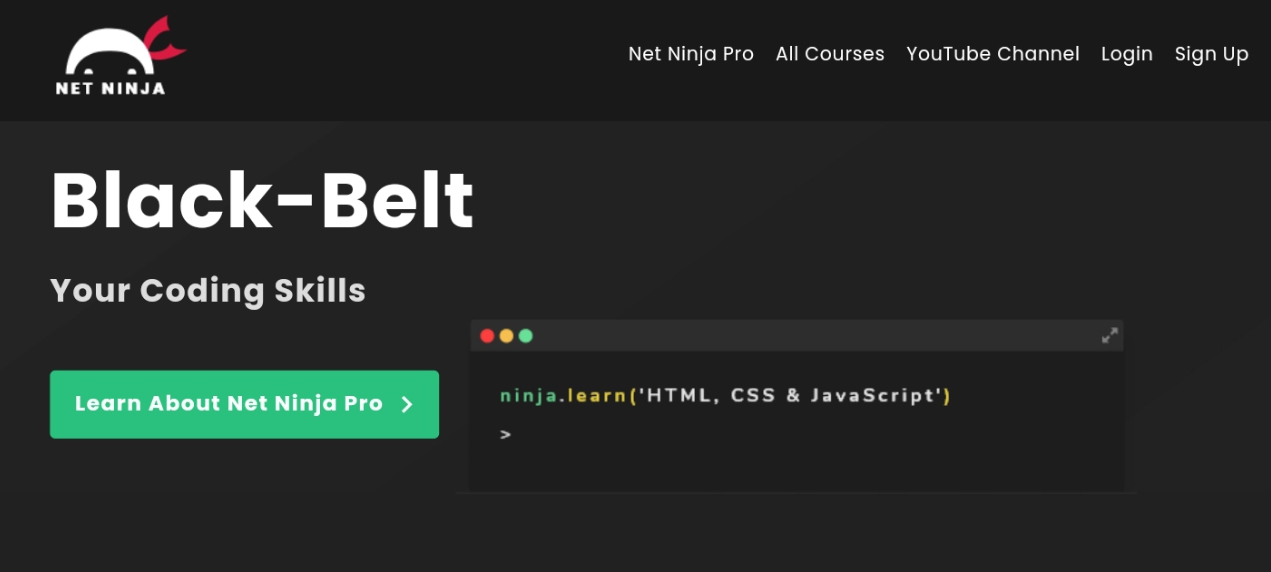 NET NINJA
Net Ninja Pro All Courses YouTube Channel Login Sign Up
Black-Belt
Your Coding Skills
Learn About Net Ninja Pro
ninja.learn('HTML, CSS & JavaScript')
>